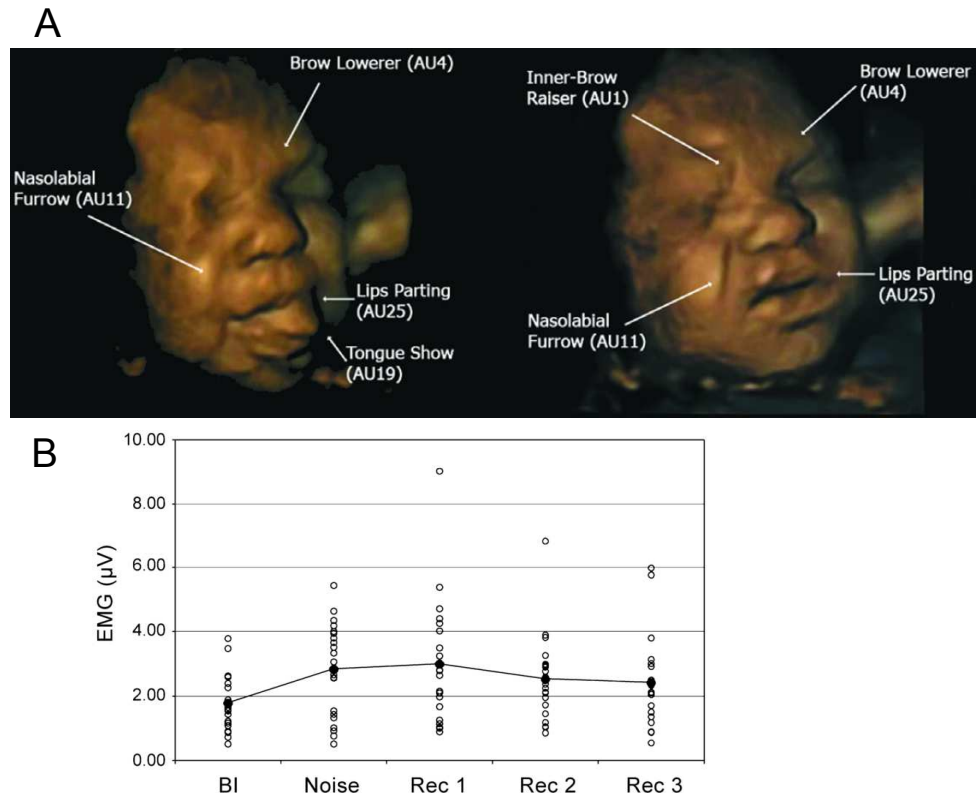 A
Brow Lowerer (AU4)
Nasolabial
Furrow (AU11)
Lips Parting
(AU25)
Tongue Show
(AU19)
Inner-Brow
Raiser (AU1)
Brow Lowerer
(AU4)
Lips Parting
(AU25)
Nasolabial
Furrow (AU11)
B
EMG (µV)
10.00
8.00
6.00
4.00
2.00
0.00
BI
Noise
Rec 1
Rec 2
Rec 3